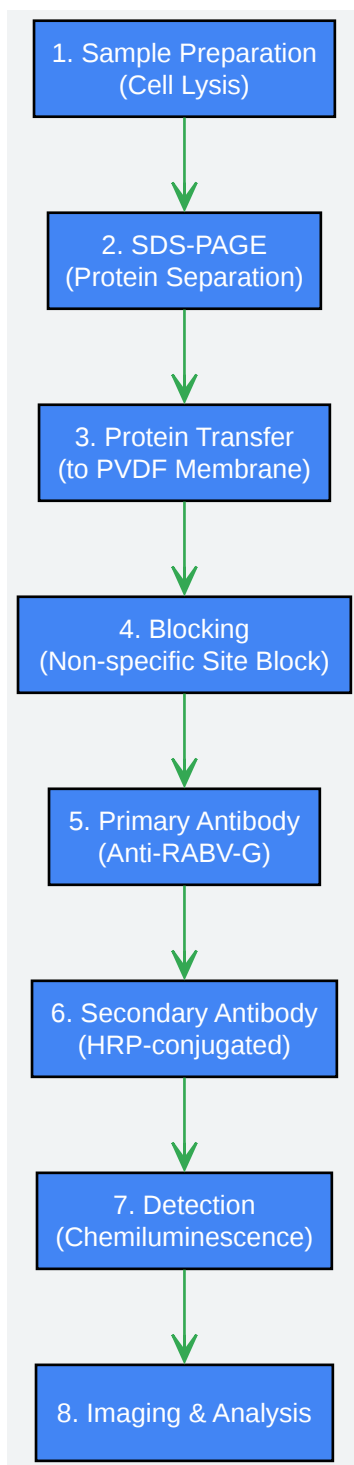 1. Sample Preparation
(Cell Lysis)
2. SDS-PAGE
(Protein Separation)
3. Protein Transfer
(to PVDF Membrane)
4. Blocking
(Non-specific Site Block)
5. Primary Antibody
(Anti-RABV-G)
6. Secondary Antibody
(HRP-conjugated)
7. Detection
(Chemiluminescence)
8. Imaging & Analysis